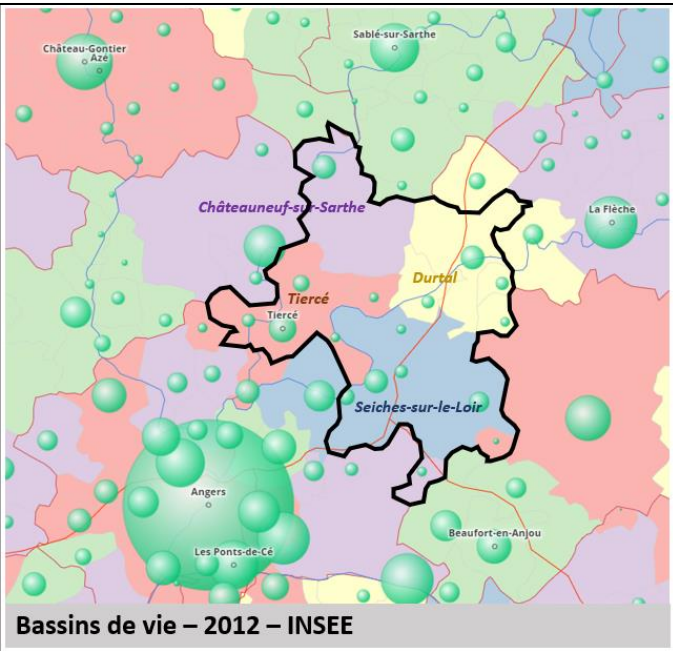 Sablé-sur-Sarthe
Château-Gontier
Azé
Châteauneuf-sur-Sarthe
La Flèche
Durtal
Tiercé
Tiercé
Seiches-sur-le-Loir
Angers
Beaufort-en-Anjou
Les Ponts-de-Cé
Bassins de vie – 2012 – INSEE